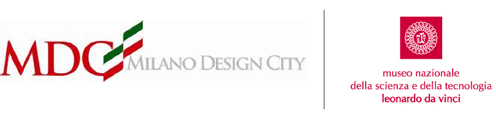 MDC MILANO DESIGN CITY
museo nazionale
della scienza e della tecnologia
leonardo da vinci